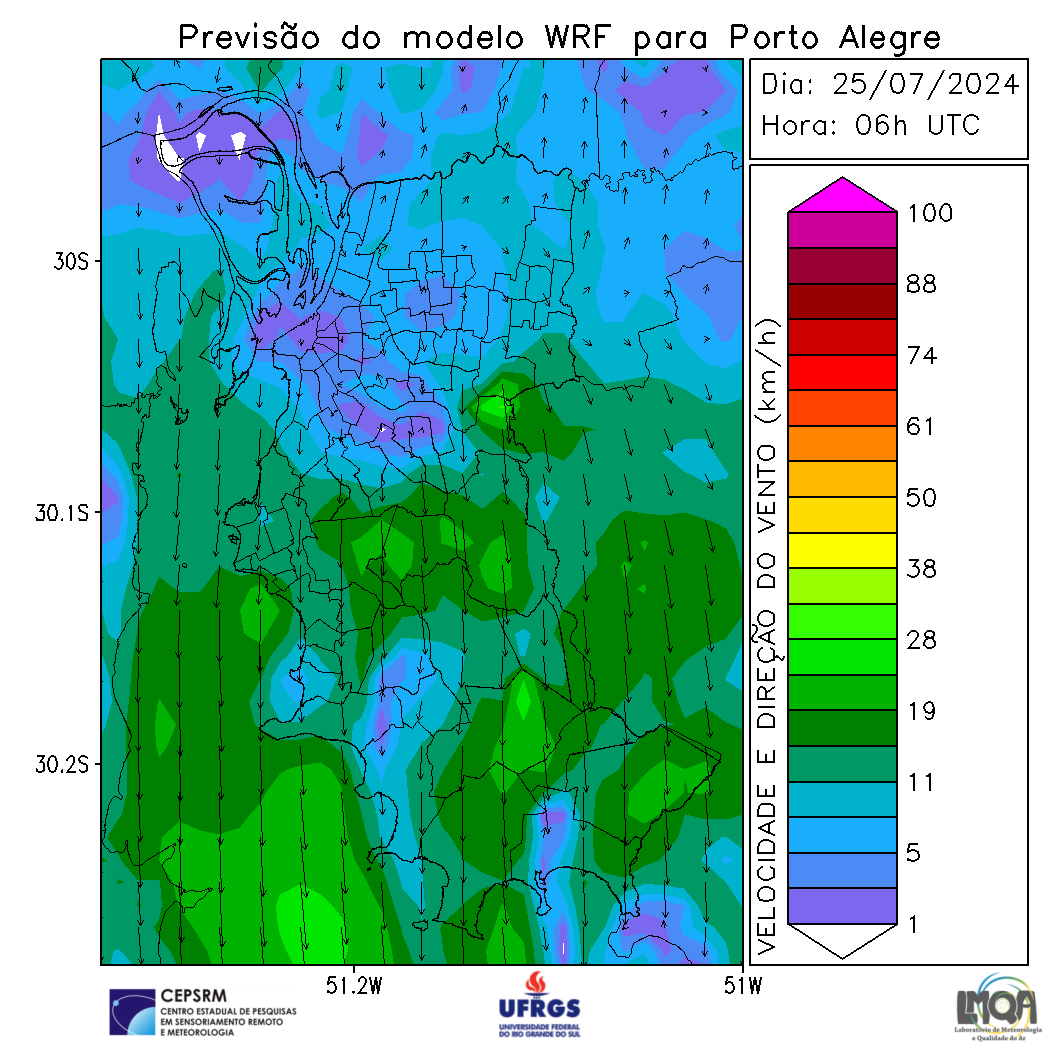 Previsão do modelo WRF para Porto Alegre
Dia: 25/07/2024
Hora: 06h UTC
30S
30.1S
30.2S
51.2W
51W
VELOCIDADE E DIREÇÃO DO VENTO (km/h)
100
88
74
61
50
38
28
19
11
5
1
CEPSRM
CENTRO ESTADUAL DE PESQUISAS
EM SENSORIAMENTO REMOTO
E METEOROLOGIA
UFRGS
UNIVERSIDADE FEDERAL
DO RIO GRANDE DO SUL
LMQA
Laboratório de Meteorologia
e Qualidade do Ar